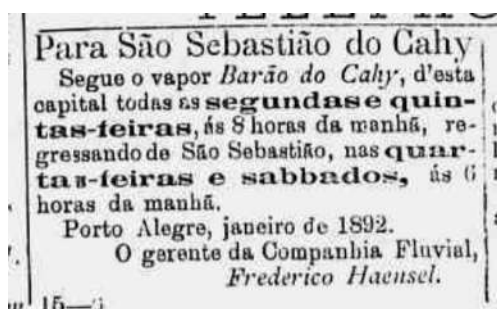 Para São Sebastião do Cahy
Segue o vapor Barão do Cahy, d'esta
capital todas as segundas e quin-
tas-feiras, ás 8 horas da manhã, re-
gressando de São Sebastião, nas quar-
tas-feiras e sabbados, ás 6
horas da manhã.
Porto Alegre, janeiro de 1892.
O gerente da Companhia Fluvial,
Frederico Haensel.
15—